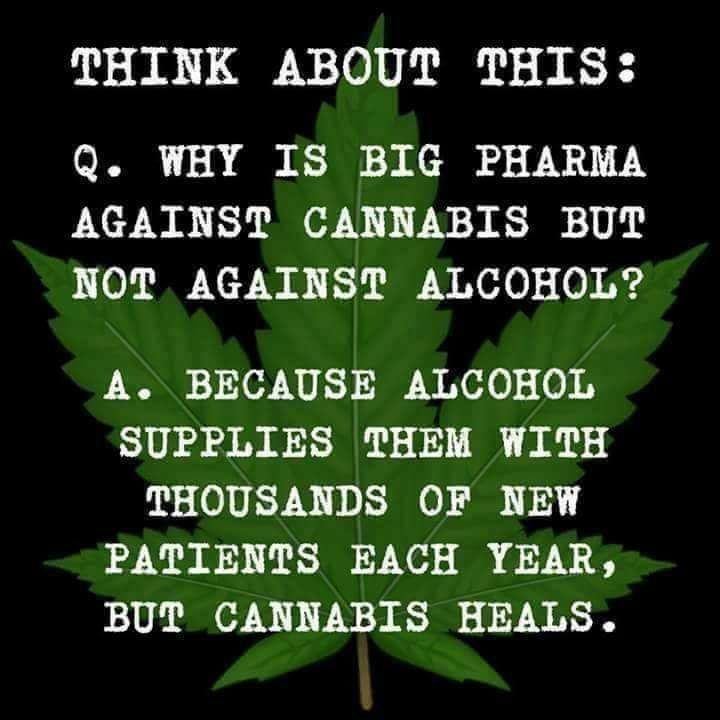 THINK ABOUT THIS:
Q. WHY IS BIG PHARMA
AGAINST CANNABIS BUT
NOT AGAINST ALCOHOL?
A. BECAUSE ALCOHOL
SUPPLIES THEM WITH
THOUSANDS OF NEW
PATIENTS EACH YEAR,
BUT CANNABIS HEALS.